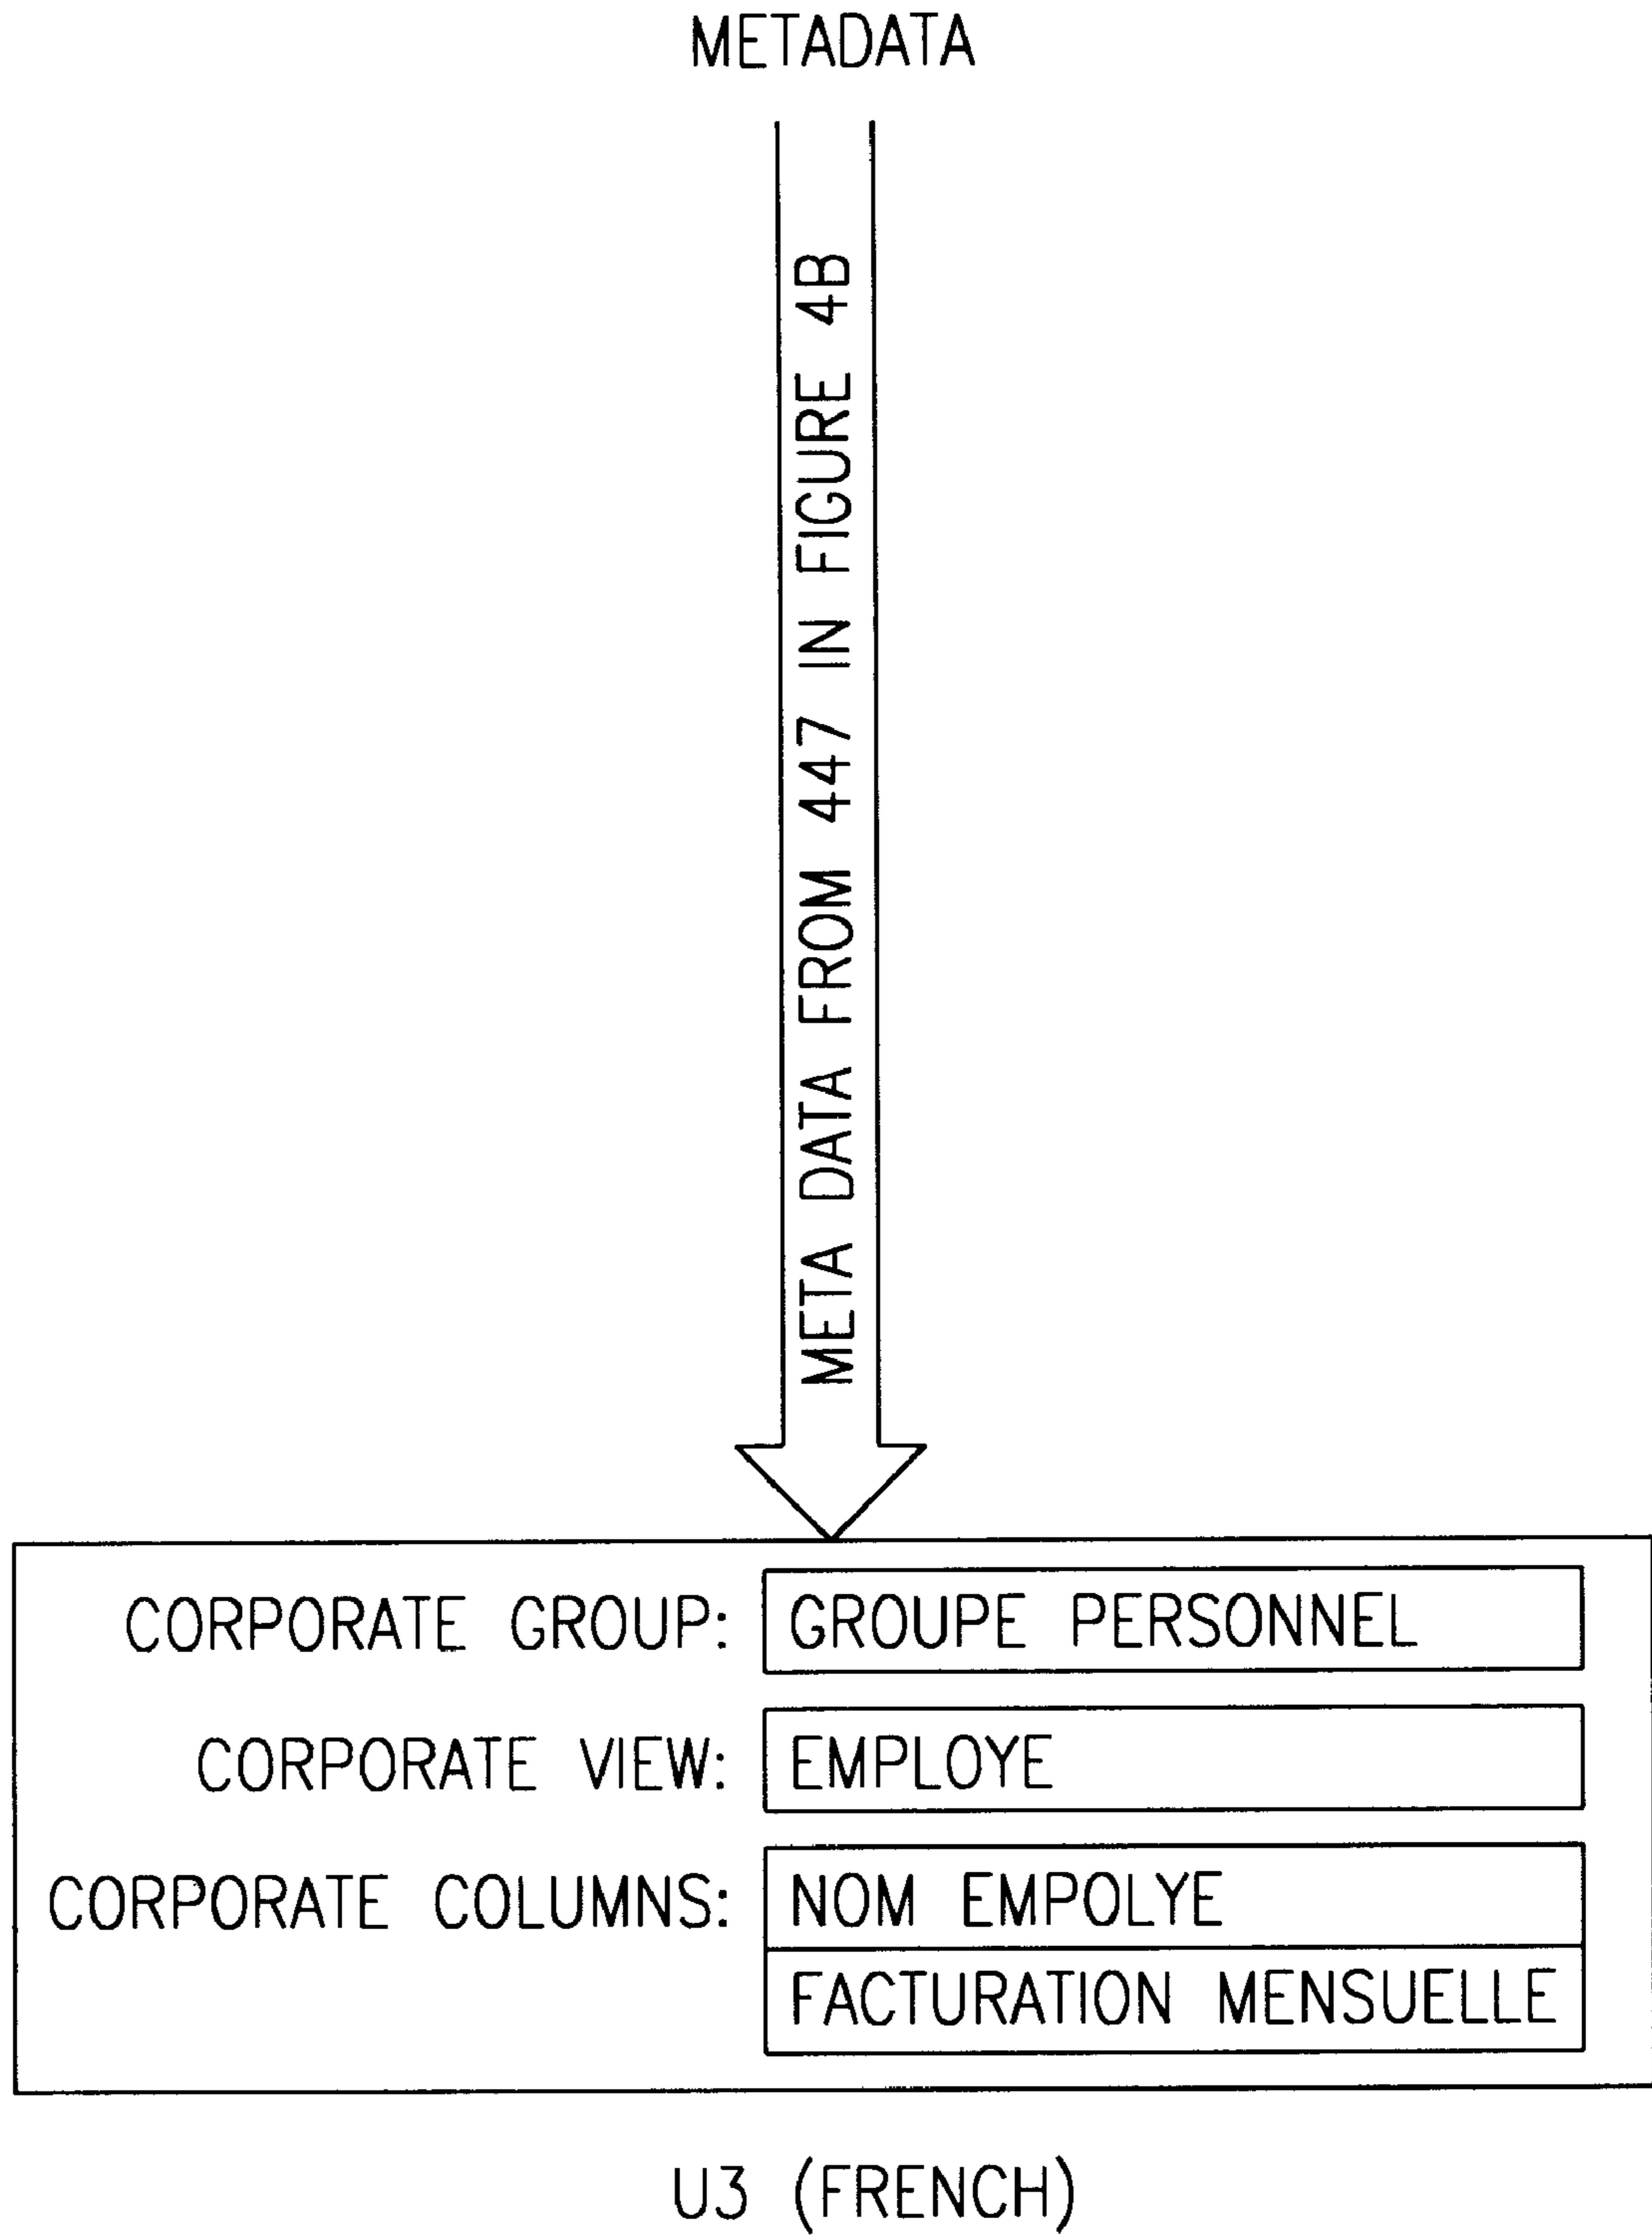 METADATA
META DATA FROM 447 IN FIGURE 4B
CORPORATE GROUP: GROUPE PERSONNEL
CORPORATE VIEW: EMPLOYE
CORPORATE COLUMNS: NOM EMPOLYE
FACTURATION MENSUELLE
U3 (FRENCH)